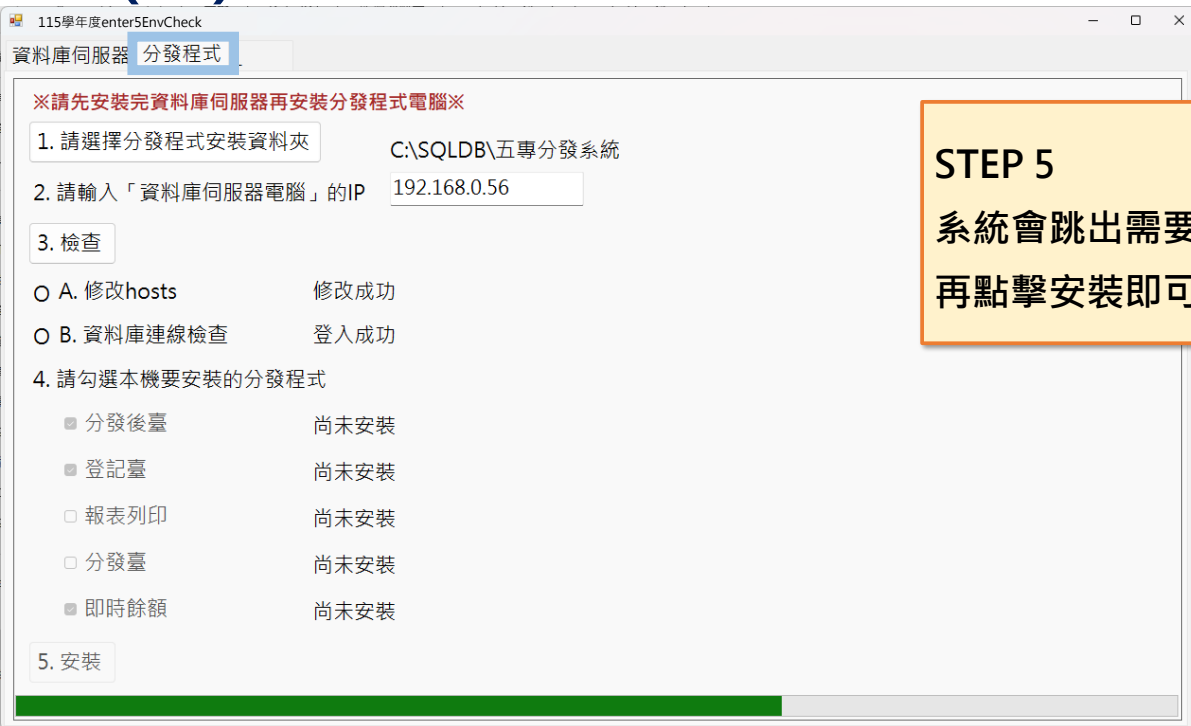 115學年度enter5EnvCheck
資料庫伺服器
分發程式
※請先安裝完資料庫伺服器再安裝分發程式電腦※
1. 請選擇分發程式安裝資料夾
C:\SQLDB\五專分發系統
2. 請輸入「資料庫伺服器電腦」的IP
192.168.0.56
3. 檢查
A. 修改hosts
修改成功
B. 資料庫連線檢查
登入成功
4. 請勾選本機要安裝的分發程式
分發後臺
尚未安裝
登記臺
尚未安裝
報表列印
尚未安裝
分發臺
尚未安裝
即時餘額
尚未安裝
5. 安裝
STEP 5
系統會跳出需要
再點擊安裝即可